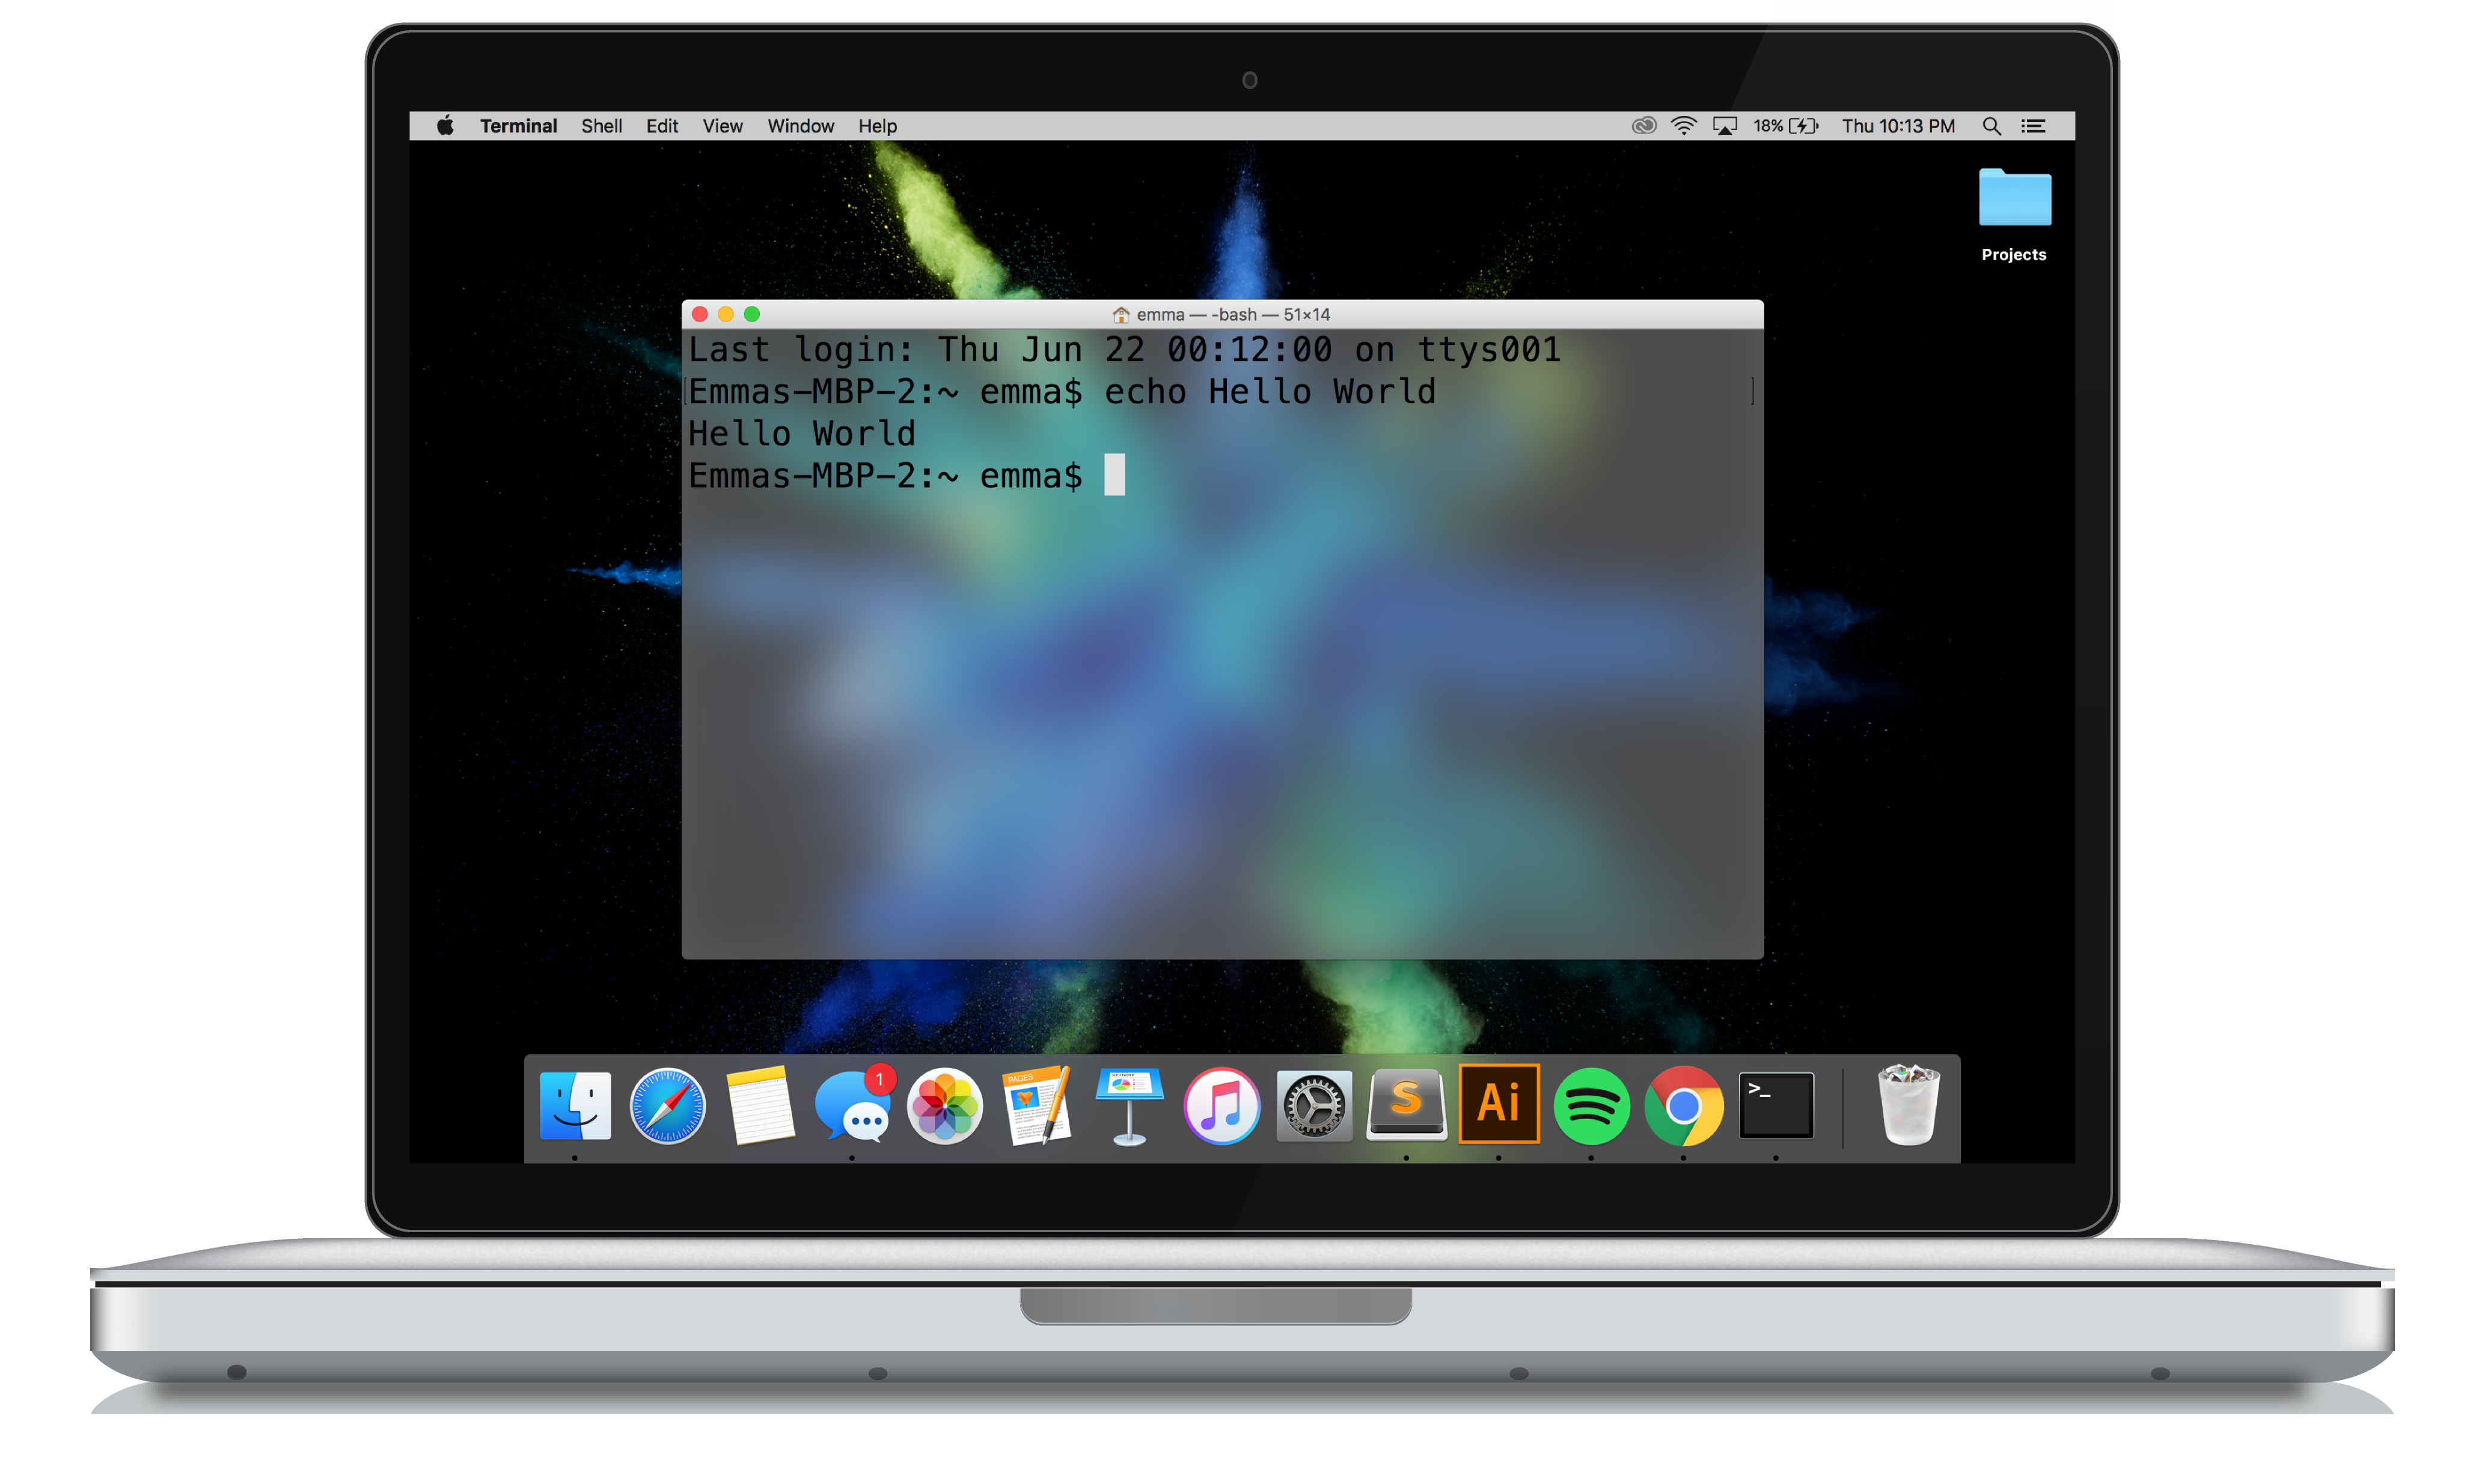 Terminal Shell Edit View Window Help 18% Thu 10:13 PM
Projects
emma — -bash — 51×14
Last login: Thu Jun 22 00:12:00 on ttys001
[Emmas-MBP-2:~ emma$ echo Hello World ]
Hello World
Emmas-MBP-2:~ emma$
1
PAGES
S
Ai
>_